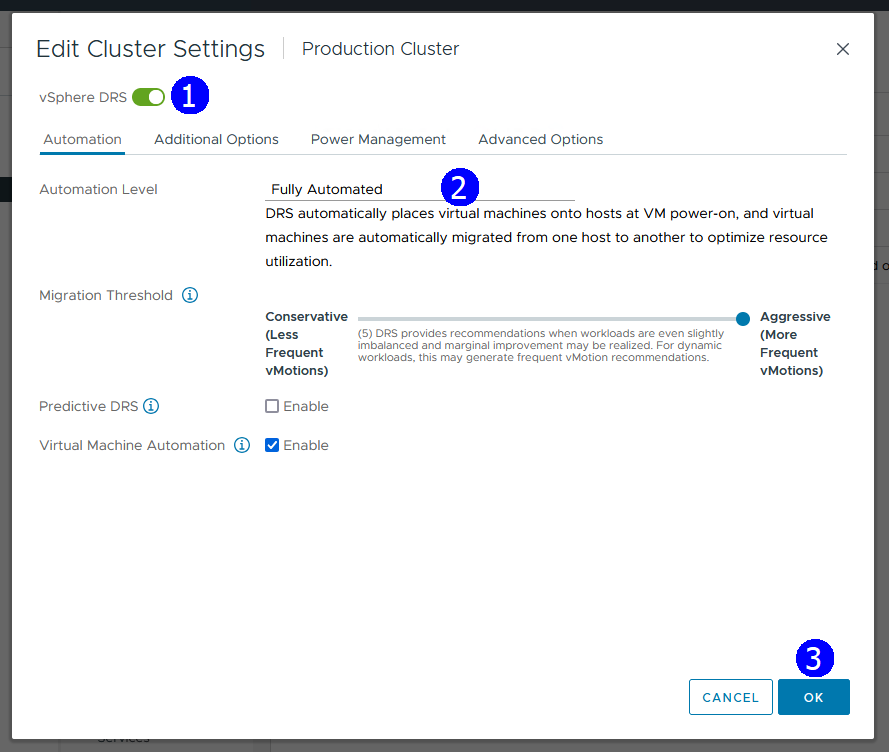 Edit Cluster Settings Production Cluster
vSphere DRS 1
Automation Additional Options Power Management Advanced Options
Automation Level Fully Automated 2
DRS automatically places virtual machines onto hosts at VM power-on, and virtual
machines are automatically migrated from one host to another to optimize resource
utilization.
Migration Threshold
Conservative
(Less
Frequent
vMotions)
(5) DRS provides recommendations when workloads are even slightly
imbalanced and marginal improvement may be realized. For dynamic
workloads, this may generate frequent vMotion recommendations.
Aggressive
(More
Frequent
vMotions)
Predictive DRS Enable
Virtual Machine Automation Enable
3
CANCEL OK